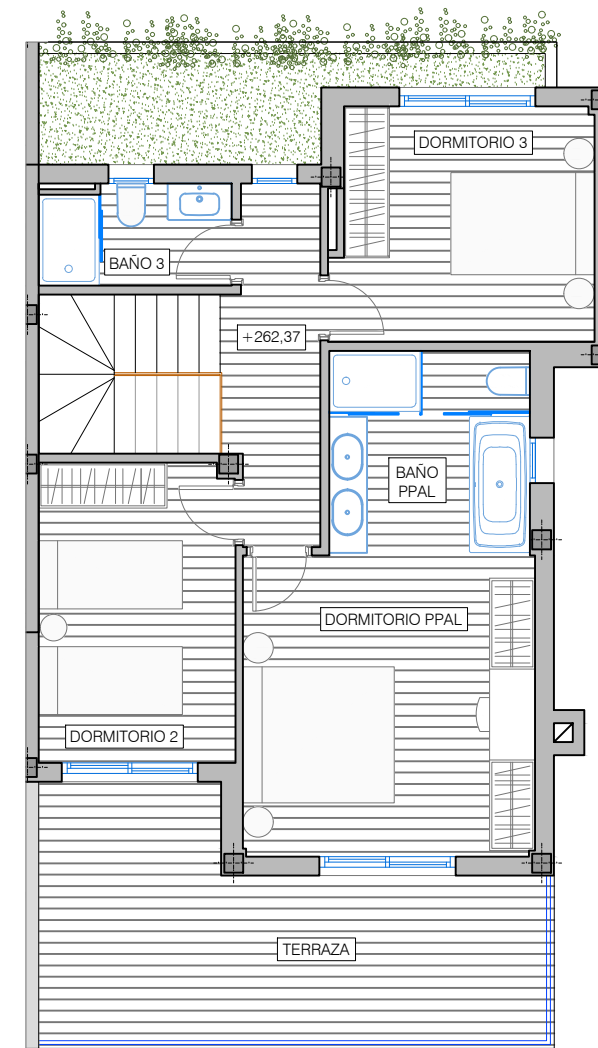 DORMITORIO 3
BAÑO 3
+262,37
BAÑO
PPAL
DORMITORIO PPAL
DORMITORIO 2
TERRAZA